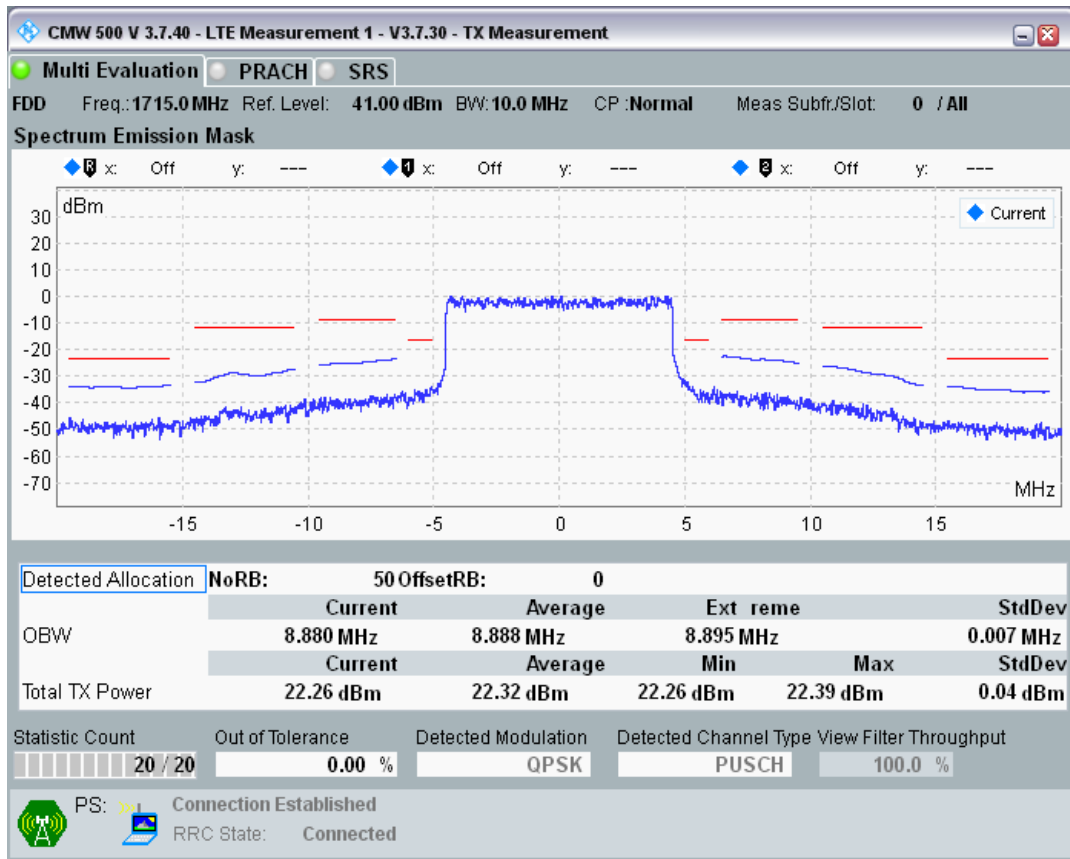 CMW 500 V 3.7.40 - LTE Measurement 1 - V3.7.30 - TX Measurement
Multi Evaluation PRACH SRS
FDD Freq.:1715.0 MHz Ref. Level: 41.00 dBm BW:10.0 MHz CP :Normal Meas Subfr./Slot: 0 / All
Spectrum Emission Mask
R x: Off y: --- 1 x: Off y: --- 2 x: Off y: ---
dBm
Current
30
20
10
0
-10
-20
-30
-40
-50
-60
-70
MHz
-15 -10 -5 0 5 10 15
Detected Allocation NoRB: 50 OffsetRB: 0
Current Average Ext reme StdDev
OBW 8.880 MHz 8.888 MHz 8.895 MHz 0.007 MHz
Current Average Min Max StdDev
Total TX Power 22.26 dBm 22.32 dBm 22.26 dBm 22.39 dBm 0.04 dBm
Statistic Count Out of Tolerance Detected Modulation Detected Channel Type View Filter Throughput
20 / 20 0.00 % QPSK PUSCH 100.0 %
PS: Connection Established
RRC State: Connected